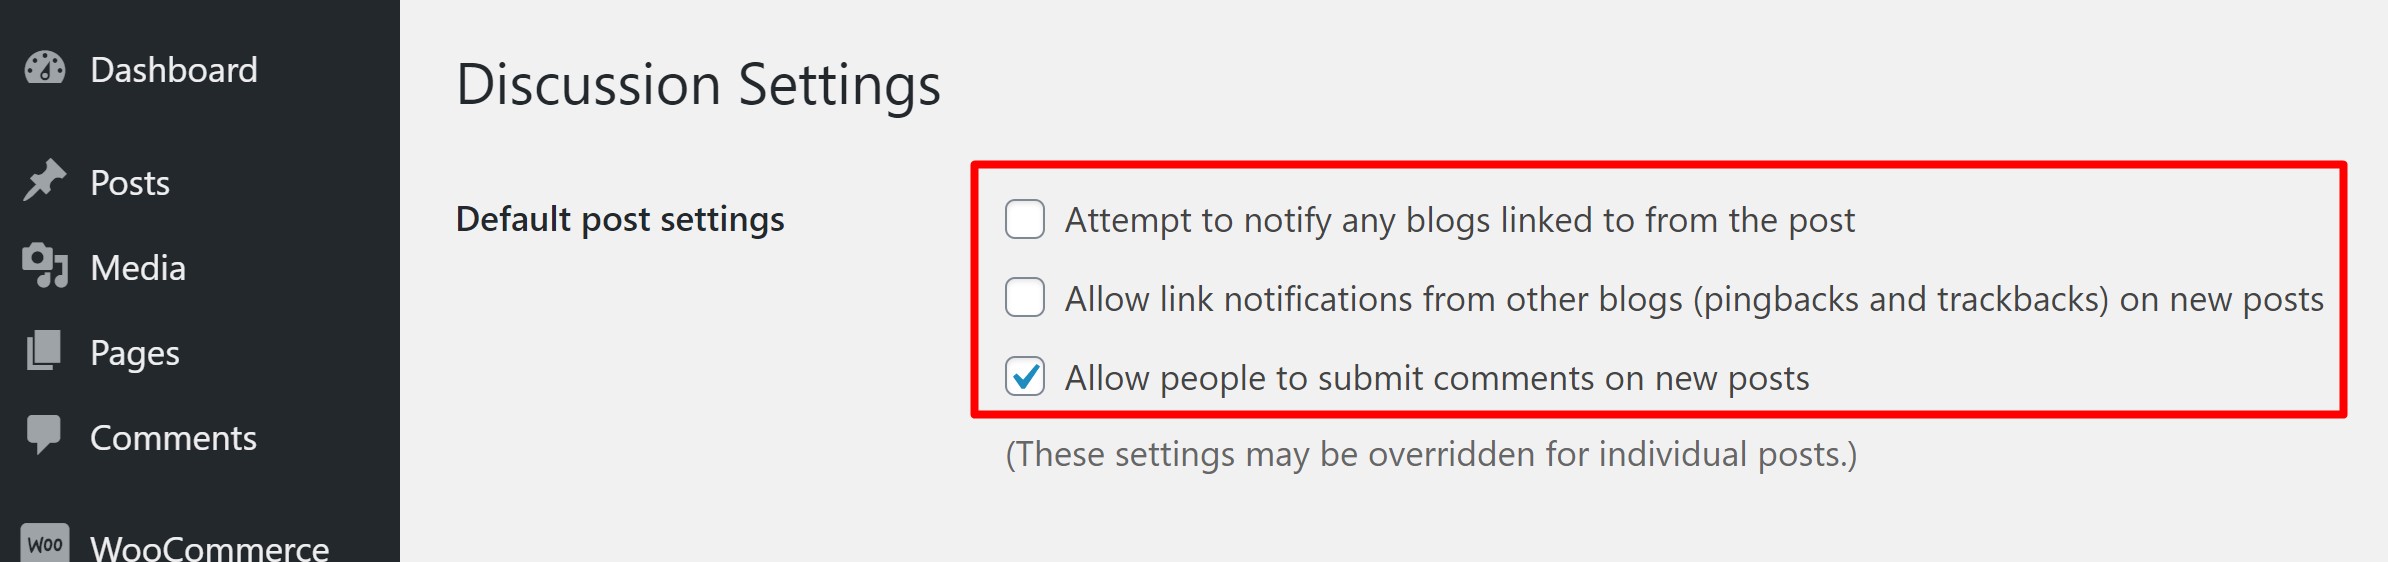 Dashboard
Posts
Media
Pages
Comments
Woo WooCommerce
Discussion Settings
Default post settings
Attempt to notify any blogs linked to from the post
Allow link notifications from other blogs (pingbacks and trackbacks) on new posts
Allow people to submit comments on new posts
(These settings may be overridden for individual posts.)